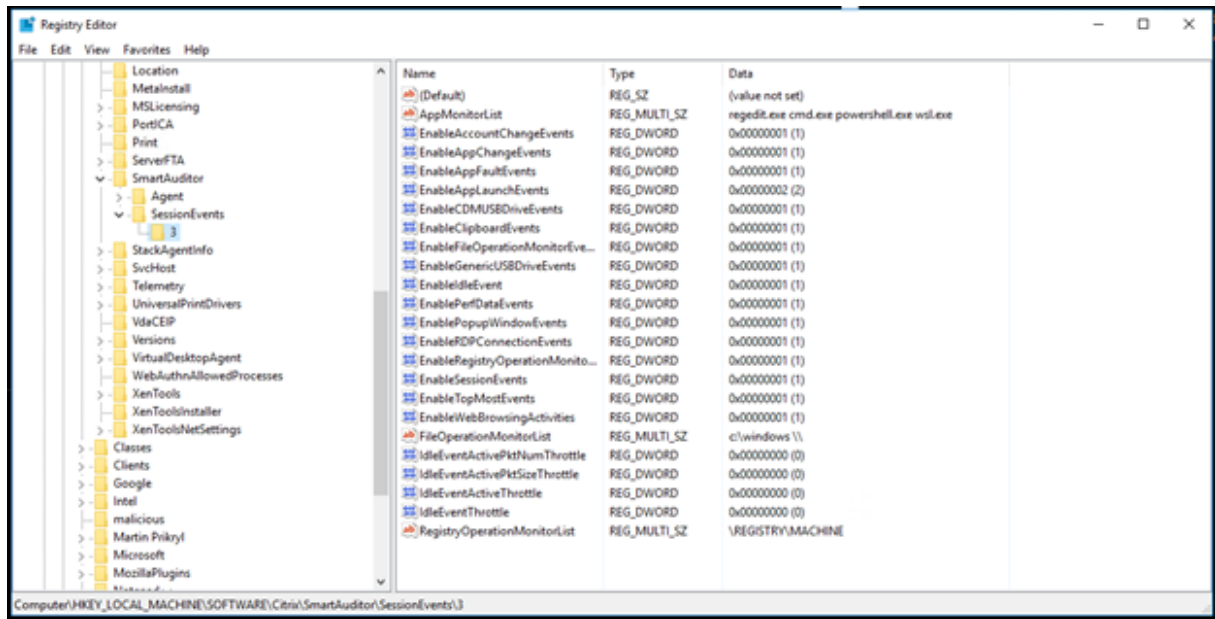 Registry Editor
File Edit View Favorites Help
Location
MetaInstall
MSLicensing
PortICA
Print
ServerFTA
SmartAuditor
Agent
SessionEvents
3
StackAgentInfo
SvcHost
Telemetry
UniversalPrintDrivers
VdaCEIP
Versions
VirtualDesktopAgent
WebAuthnAllowedProcesses
XenTools
XenToolsInstaller
XenToolsNetSettings
Classes
Clients
Google
Intel
malicious
Martin Prikryl
Microsoft
MozillaPlugins
Name Type Data
(Default) REG_SZ (value not set)
AppMonitorList REG_MULTI_SZ regedit.exe cmd.exe powershell.exe wsl.exe
EnableAccountChangeEvents REG_DWORD 0x00000001 (1)
EnableAppChangeEvents REG_DWORD 0x00000001 (1)
EnableAppFaultEvents REG_DWORD 0x00000001 (1)
EnableAppLaunchEvents REG_DWORD 0x00000002 (2)
EnableCDMUSBDriveEvents REG_DWORD 0x00000001 (1)
EnableClipboardEvents REG_DWORD 0x00000001 (1)
EnableFileOperationMonitorEve... REG_DWORD 0x00000001 (1)
EnableGenericUSBDriveEvents REG_DWORD 0x00000001 (1)
EnableIdleEvent REG_DWORD 0x00000001 (1)
EnablePerfDataEvents REG_DWORD 0x00000001 (1)
EnablePopupWindowEvents REG_DWORD 0x00000001 (1)
EnableRDPConnectionEvents REG_DWORD 0x00000001 (1)
EnableRegistryOperationMonito... REG_DWORD 0x00000001 (1)
EnableSessionEvents REG_DWORD 0x00000001 (1)
EnableTopMostEvents REG_DWORD 0x00000001 (1)
EnableWebBrowsingActivities REG_DWORD 0x00000001 (1)
FileOperationMonitorList REG_MULTI_SZ c:\windows \\
IdleEventActivePktNumThrottle REG_DWORD 0x00000000 (0)
IdleEventActivePktSizeThrottle REG_DWORD 0x00000000 (0)
IdleEventActiveThrottle REG_DWORD 0x00000000 (0)
IdleEventThrottle REG_DWORD 0x00000000 (0)
RegistryOperationMonitorList REG_MULTI_SZ \REGISTRY\MACHINE
Computer\HKEY_LOCAL_MACHINE\SOFTWARE\Citrix\SmartAuditor\SessionEvents\3